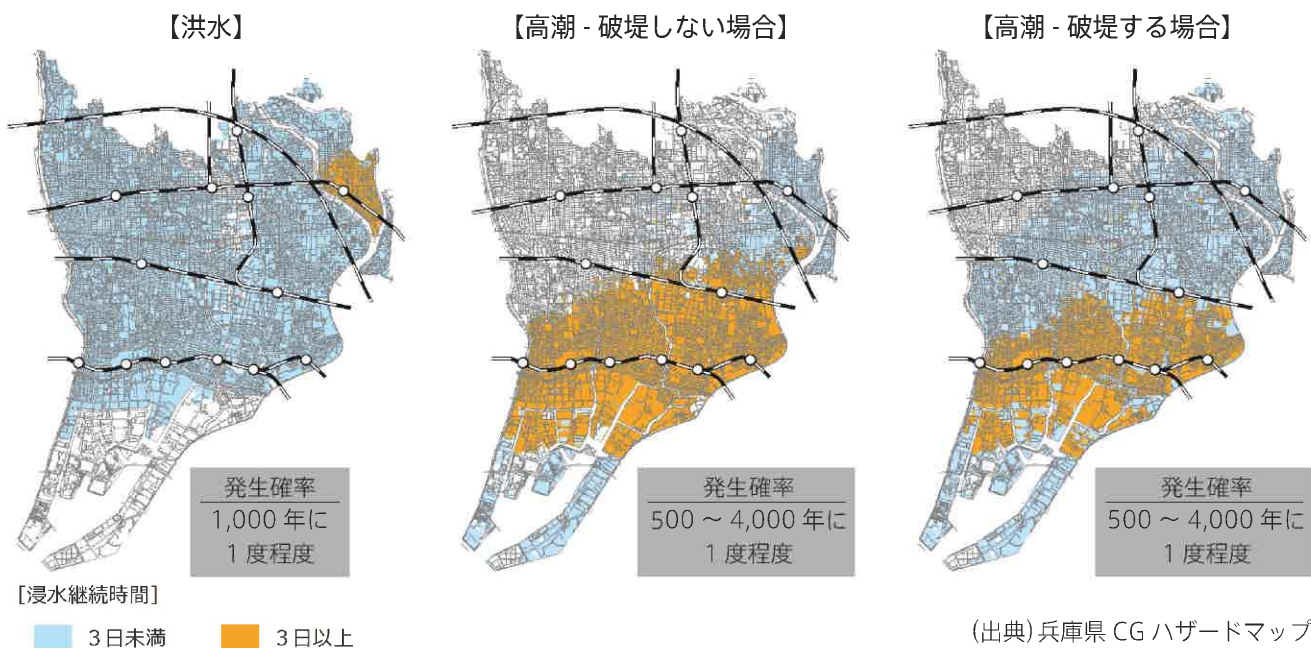 【洪水】
【高潮 - 破堤しない場合】
【高潮 - 破堤する場合】
発生確率
1,000 年に
1 度程度
発生確率
500 ～ 4,000 年に
1 度程度
発生確率
500 ～ 4,000 年に
1 度程度
[浸水継続時間]
3日未満
3日以上
(出典) 兵庫県 CG ハザードマップ